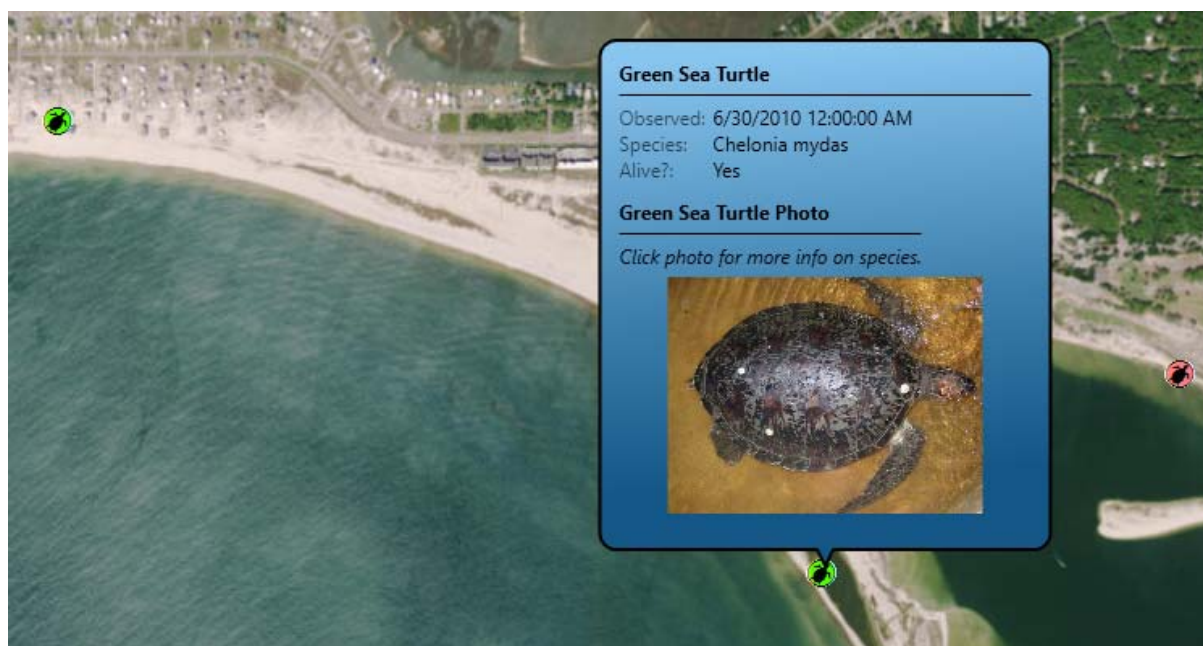 Green Sea Turtle
Observed: 6/30/2010 12:00:00 AM
Species: Chelonia mydas
Alive?: Yes
Green Sea Turtle Photo
Click photo for more info on species.